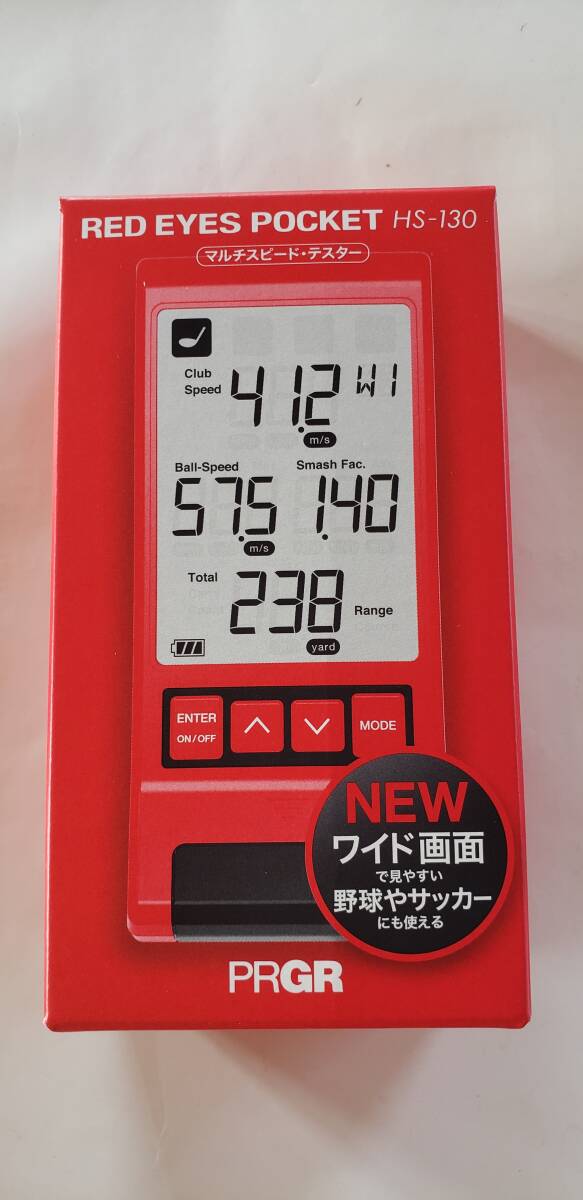 RED EYES POCKET HS-130
マルチスピード・テスター
Club
Speed
41.2 W1
m/s
Ball-Speed Smash Fac.
57.5 1.40
m/s
Total
238
Range
yard
ENTER
ON/OFF
MODE
NEW
ワイド画面
で見やすい
野球やサッカー
にも使える
PRGR